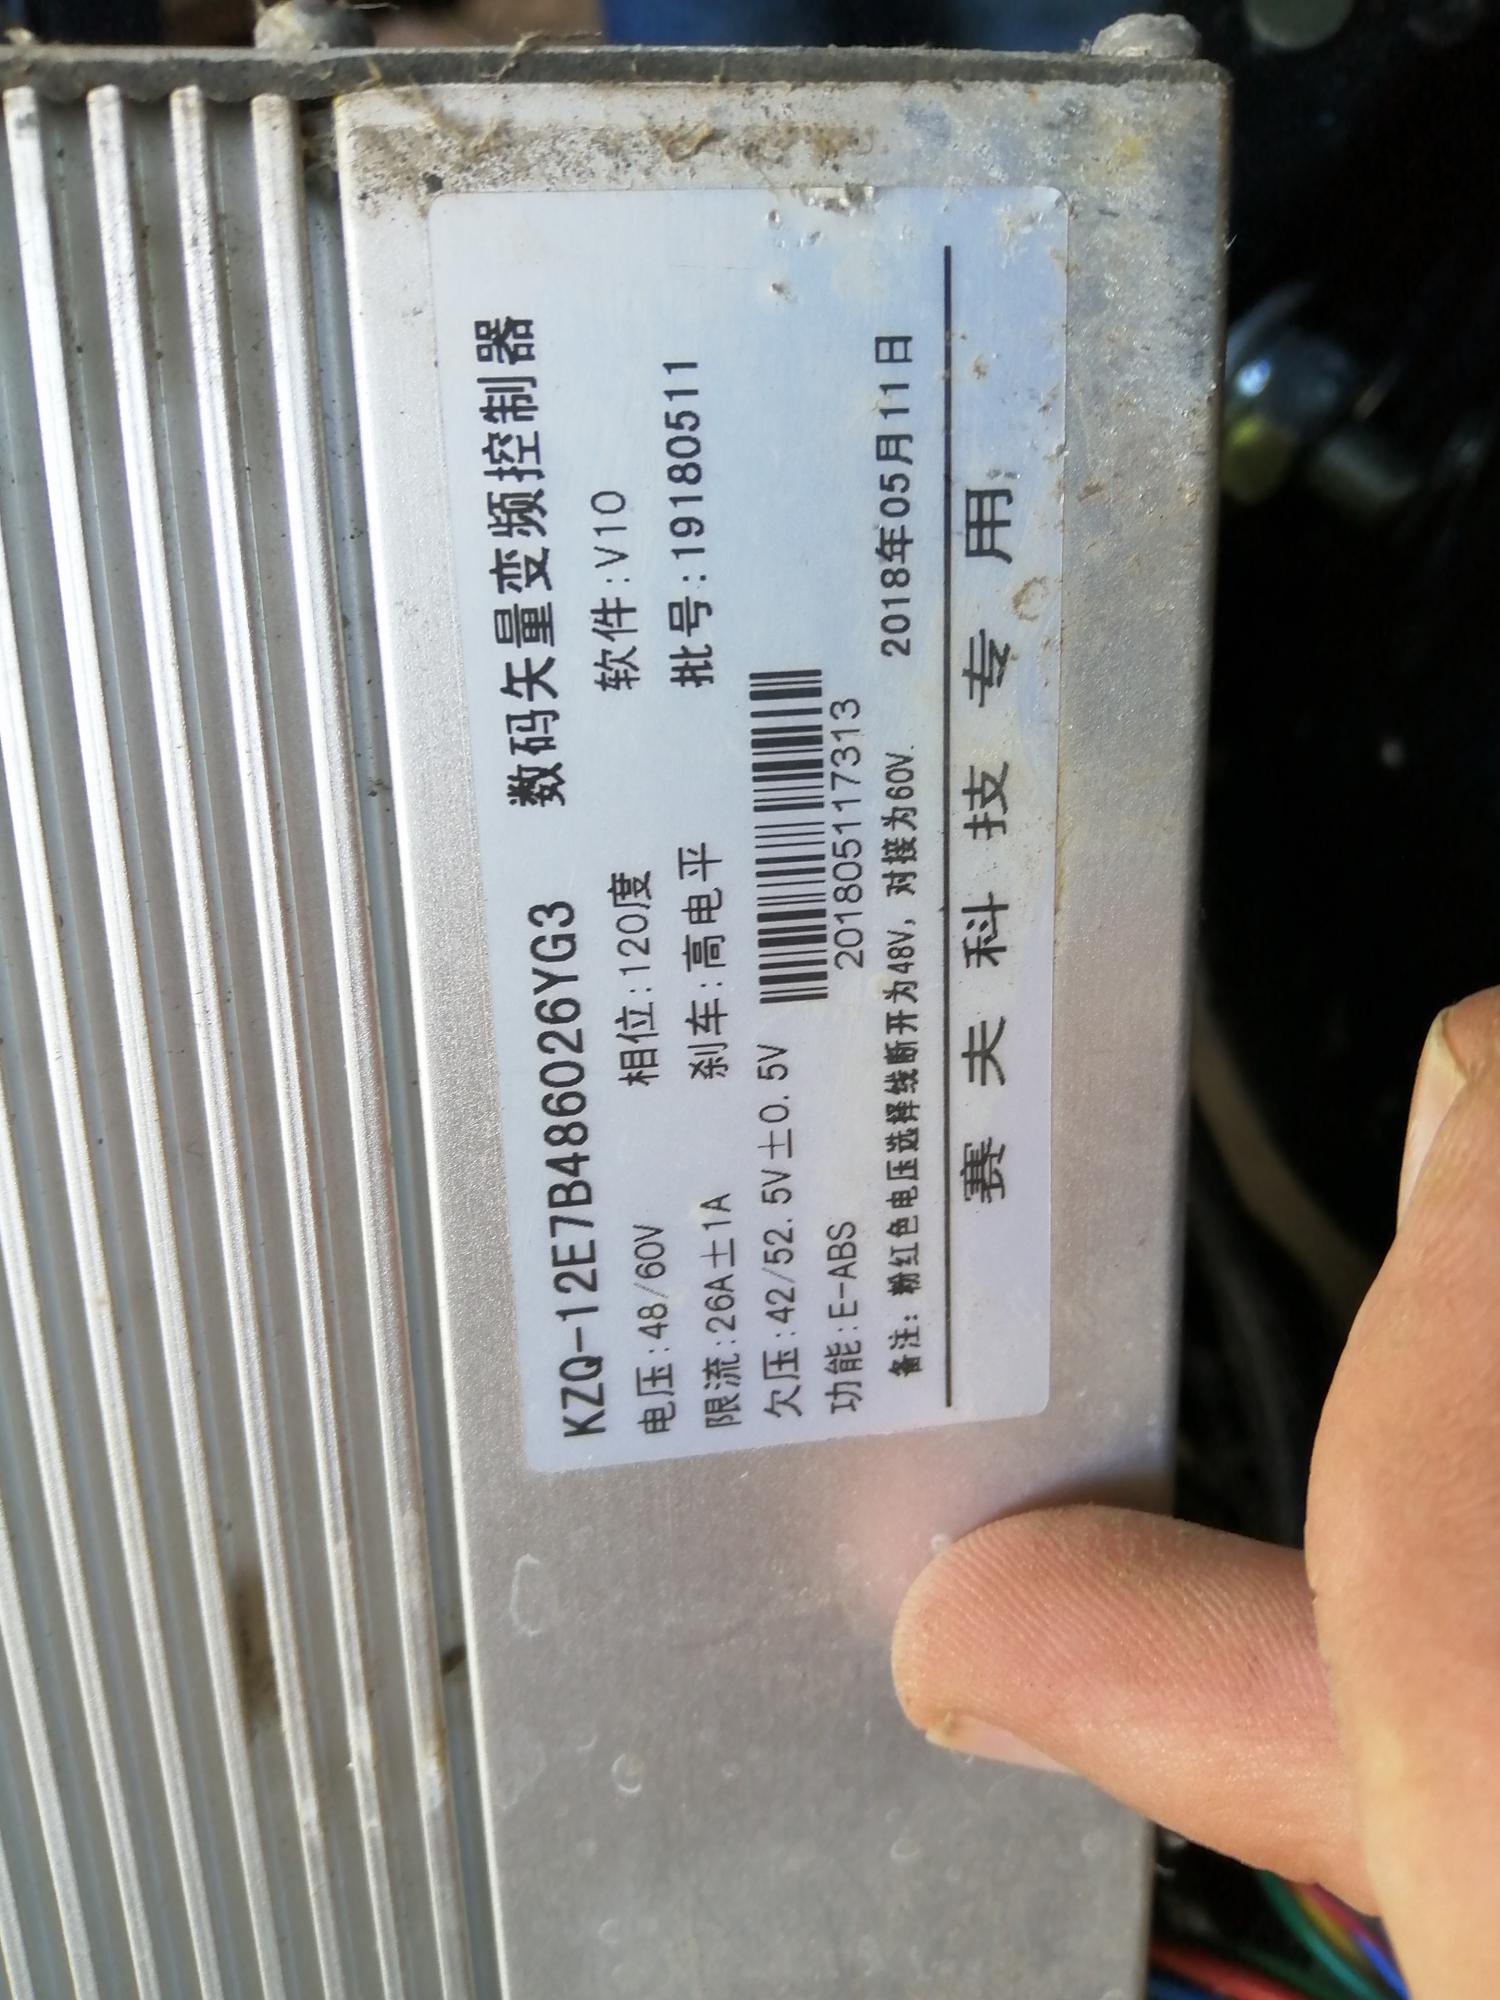 KZQ-12E7B486026YG3 数码矢量变频控制器
电压:48/60V 相位:120度 软件:V10
限流:26A±1A 刹车:高电平 批号:19180511
欠压:42/52.5V±0.5V
功能:E-ABS 2018051117313
备注: 粉红色电压选择线断开为48V, 对接为60V. 2018年05月11日
赛夫科技专用